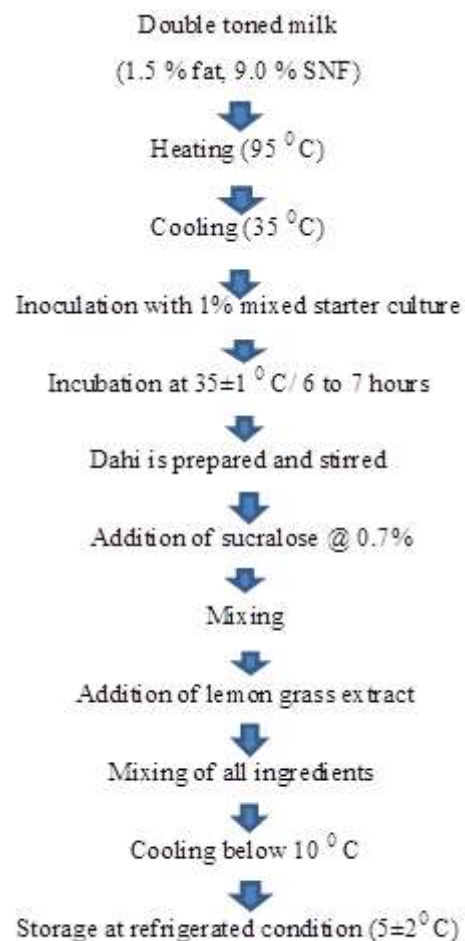 Double toned milk
(1.5 % fat, 9.0 % SNF)
Heating (95 ⁰C)
Cooling (35 ⁰C)
Inoculation with 1% mixed starter culture
Incubation at 35±1 ⁰C/ 6 to 7 hours
Dahi is prepared and stirred
Addition of sucralose @ 0.7%
Mixing
Addition of lemon grass extract
Mixing of all ingredients
Cooling below 10 ⁰C
Storage at refrigerated condition (5±2⁰C)